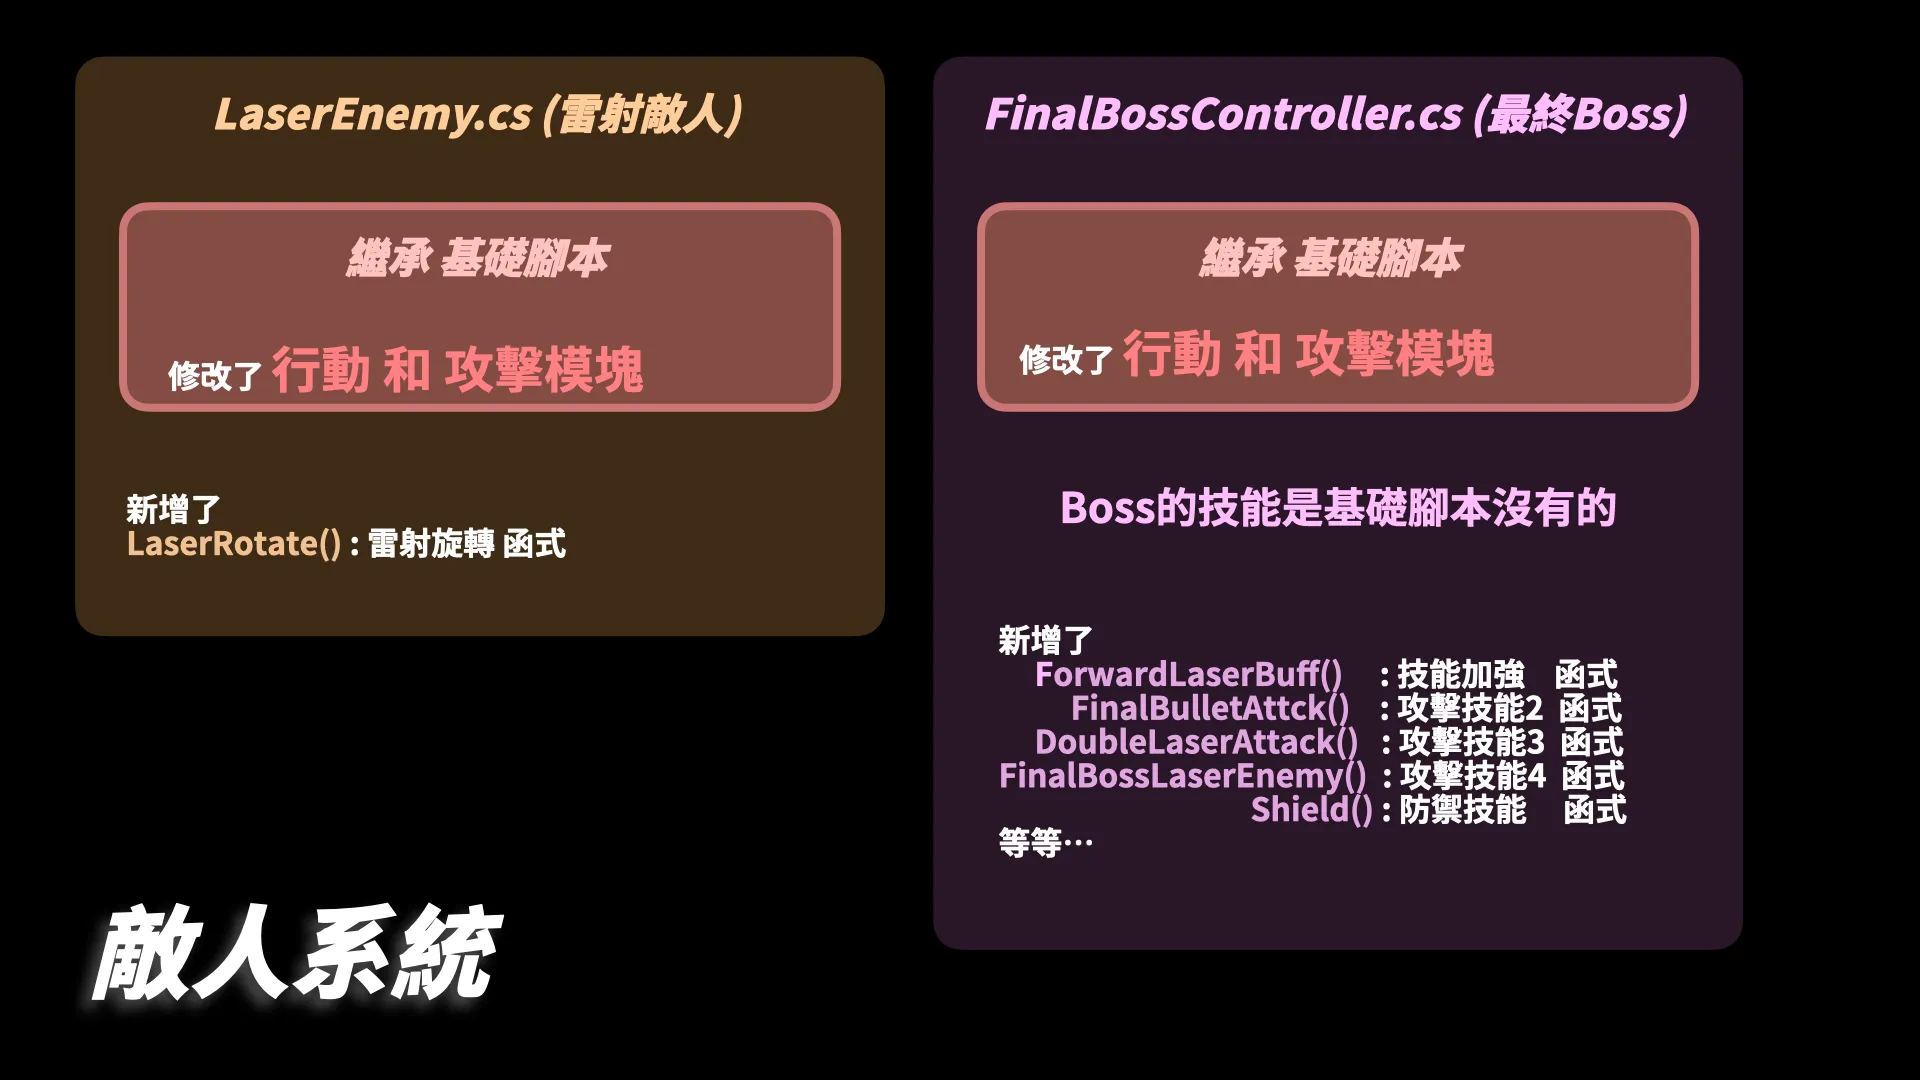 LaserEnemy.cs (雷射敵人)
繼承 基礎腳本
修改了 行動 和 攻擊模塊
新增了
LaserRotate() : 雷射旋轉 函式
FinalBossController.cs (最終Boss)
繼承 基礎腳本
修改了 行動 和 攻擊模塊
Boss的技能是基礎腳本沒有的
新增了
ForwardLaserBuff() : 技能加強 函式
FinalBulletAttck() : 攻擊技能2 函式
DoubleLaserAttack() : 攻擊技能3 函式
FinalBossLaserEnemy() : 攻擊技能4 函式
Shield() : 防禦技能 函式
等等…
敵人系統